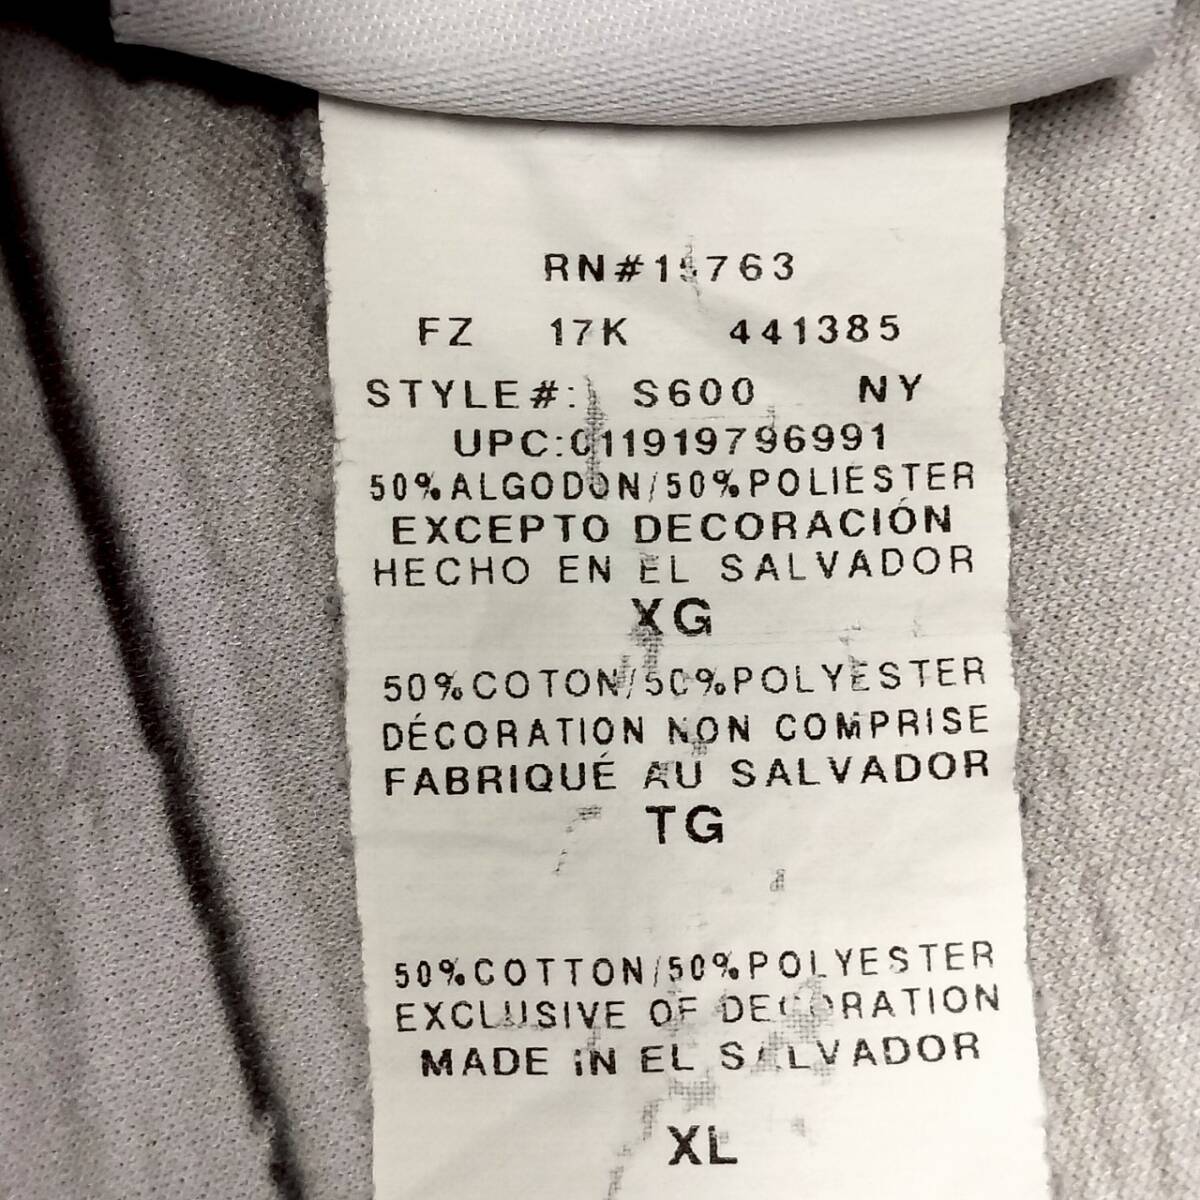 FZ 17K 441385
STYLE#: S600 NY
UPC:011919796991
50%ALGODÓN/50%POLIÉSTER
EXCEPTO DECORACIÓN
HECHO EN EL SALVADOR
XG
50%COTON/50%POLYESTER
DÉCORATION NON COMPRISE
FABRIQUÉ AU SALVADOR
TG
50%COTTON/50%POLYESTER
EXCLUSIVE OF DECORATION
MADE IN EL SALVADOR
XL